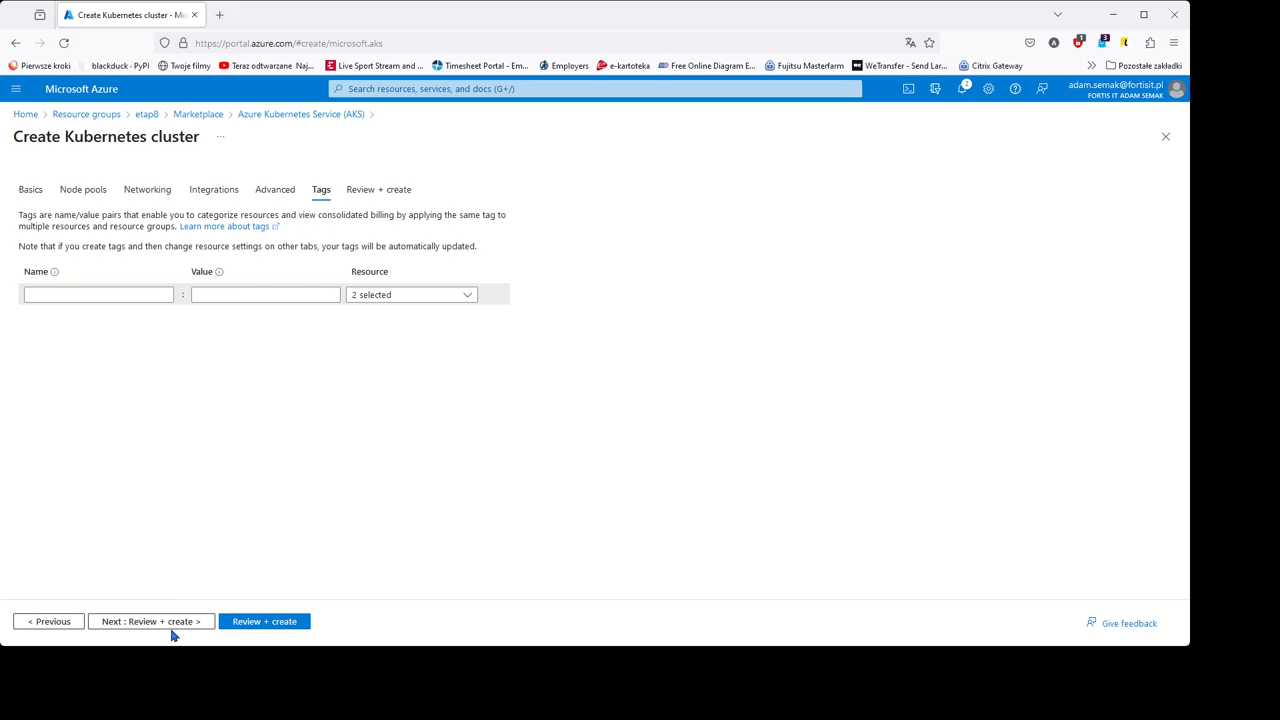 Create Kubernetes cluster - Mic
https://portal.azure.com/#create/microsoft.aks
1
3
Pierwsze kroki
blackduck · PyPI
Twoje filmy
Teraz odtwarzane Naj...
Live Sport Stream and ...
Timesheet Portal - Em...
Employers
e-kartoteka
Free Online Diagram E...
Fujitsu Masterfarm
WeTransfer - Send Lar...
Citrix Gateway
Pozostałe zakładki
Microsoft Azure
Search resources, services, and docs (G+/)
2
adam.semak@fortisit.pl
FORTIS IT ADAM SEMAK
Home > Resource groups > etap8 > Marketplace > Azure Kubernetes Service (AKS) >
Create Kubernetes cluster ...
Basics Node pools Networking Integrations Advanced Tags Review + create
Tags are name/value pairs that enable you to categorize resources and view consolidated billing by applying the same tag to
multiple resources and resource groups. Learn more about tags
Note that if you create tags and then change resource settings on other tabs, your tags will be automatically updated.
Name Value Resource
: 2 selected
< Previous Next : Review + create > Review + create
Give feedback